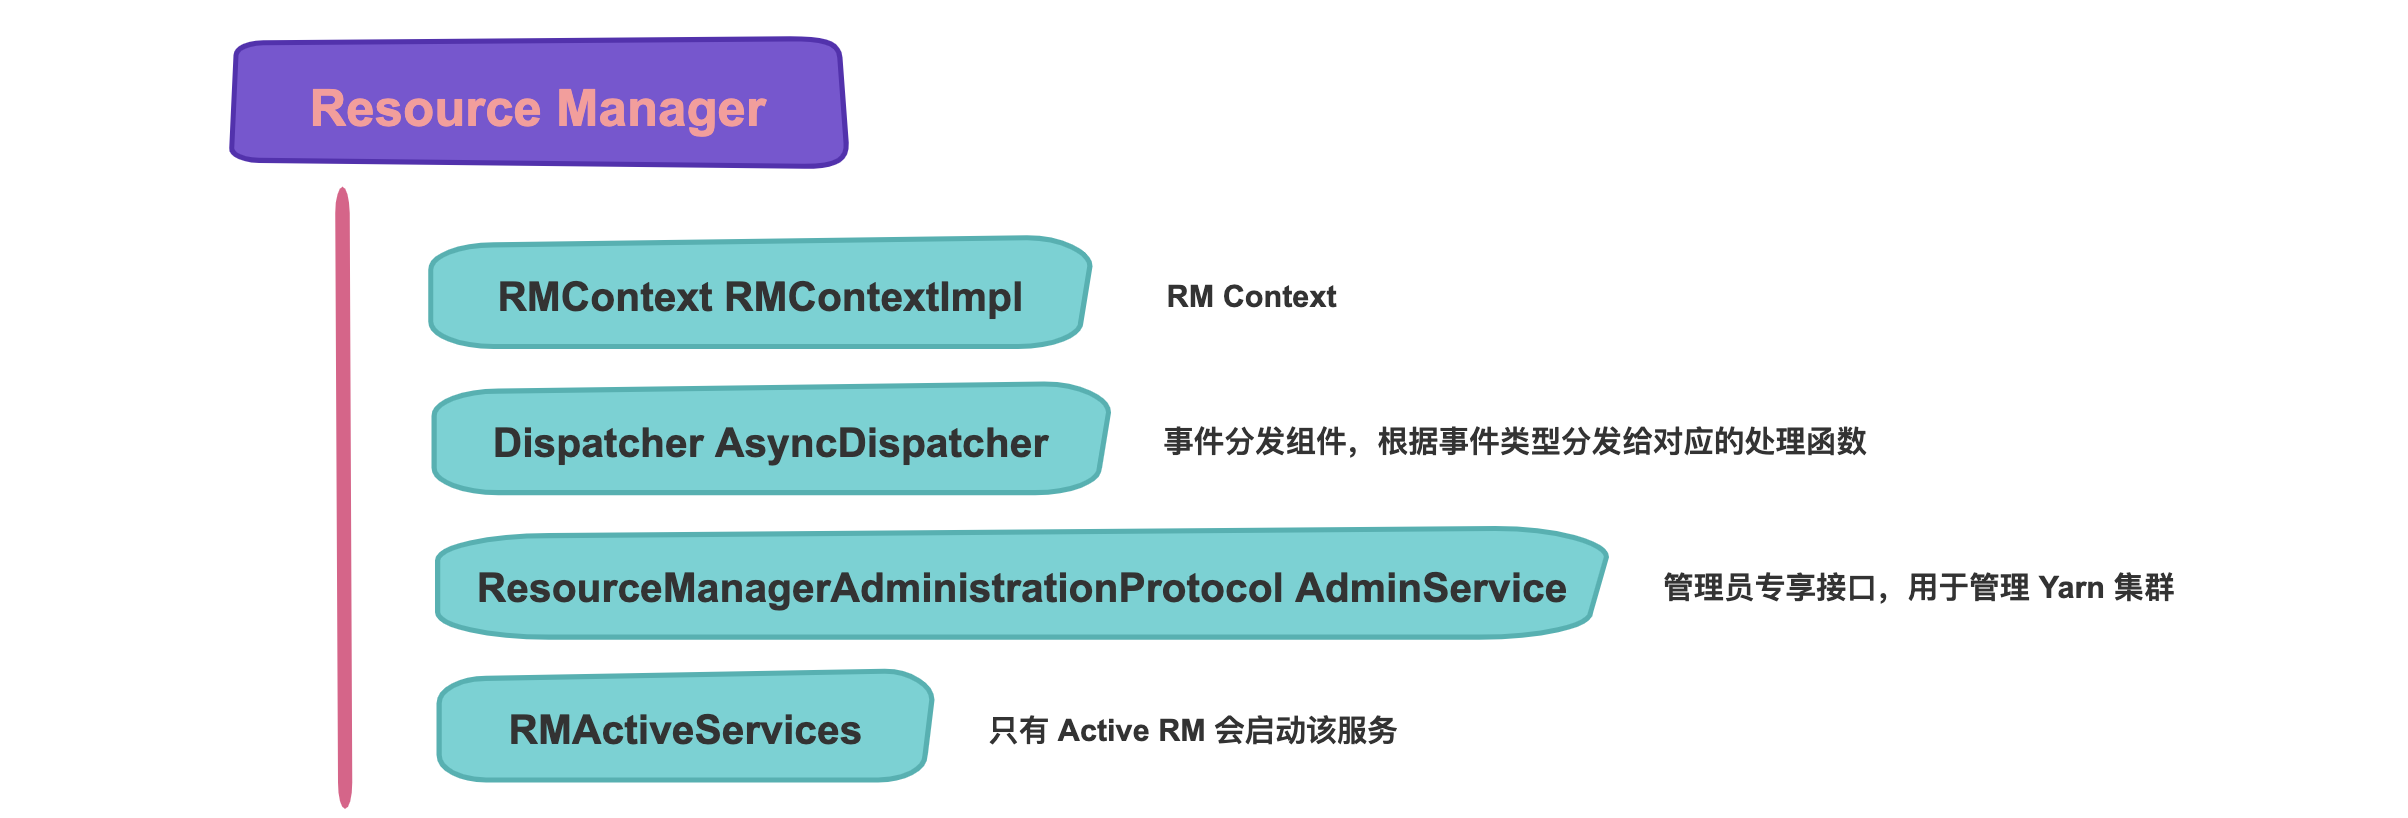 Resource Manager
RMContext RMContextImpl
RM Context
Dispatcher AsyncDispatcher
事件分发组件，根据事件类型分发给对应的处理函数
ResourceManagerAdministrationProtocol AdminService
管理员专享接口，用于管理 Yarn 集群
RMActiveServices
只有 Active RM 会启动该服务